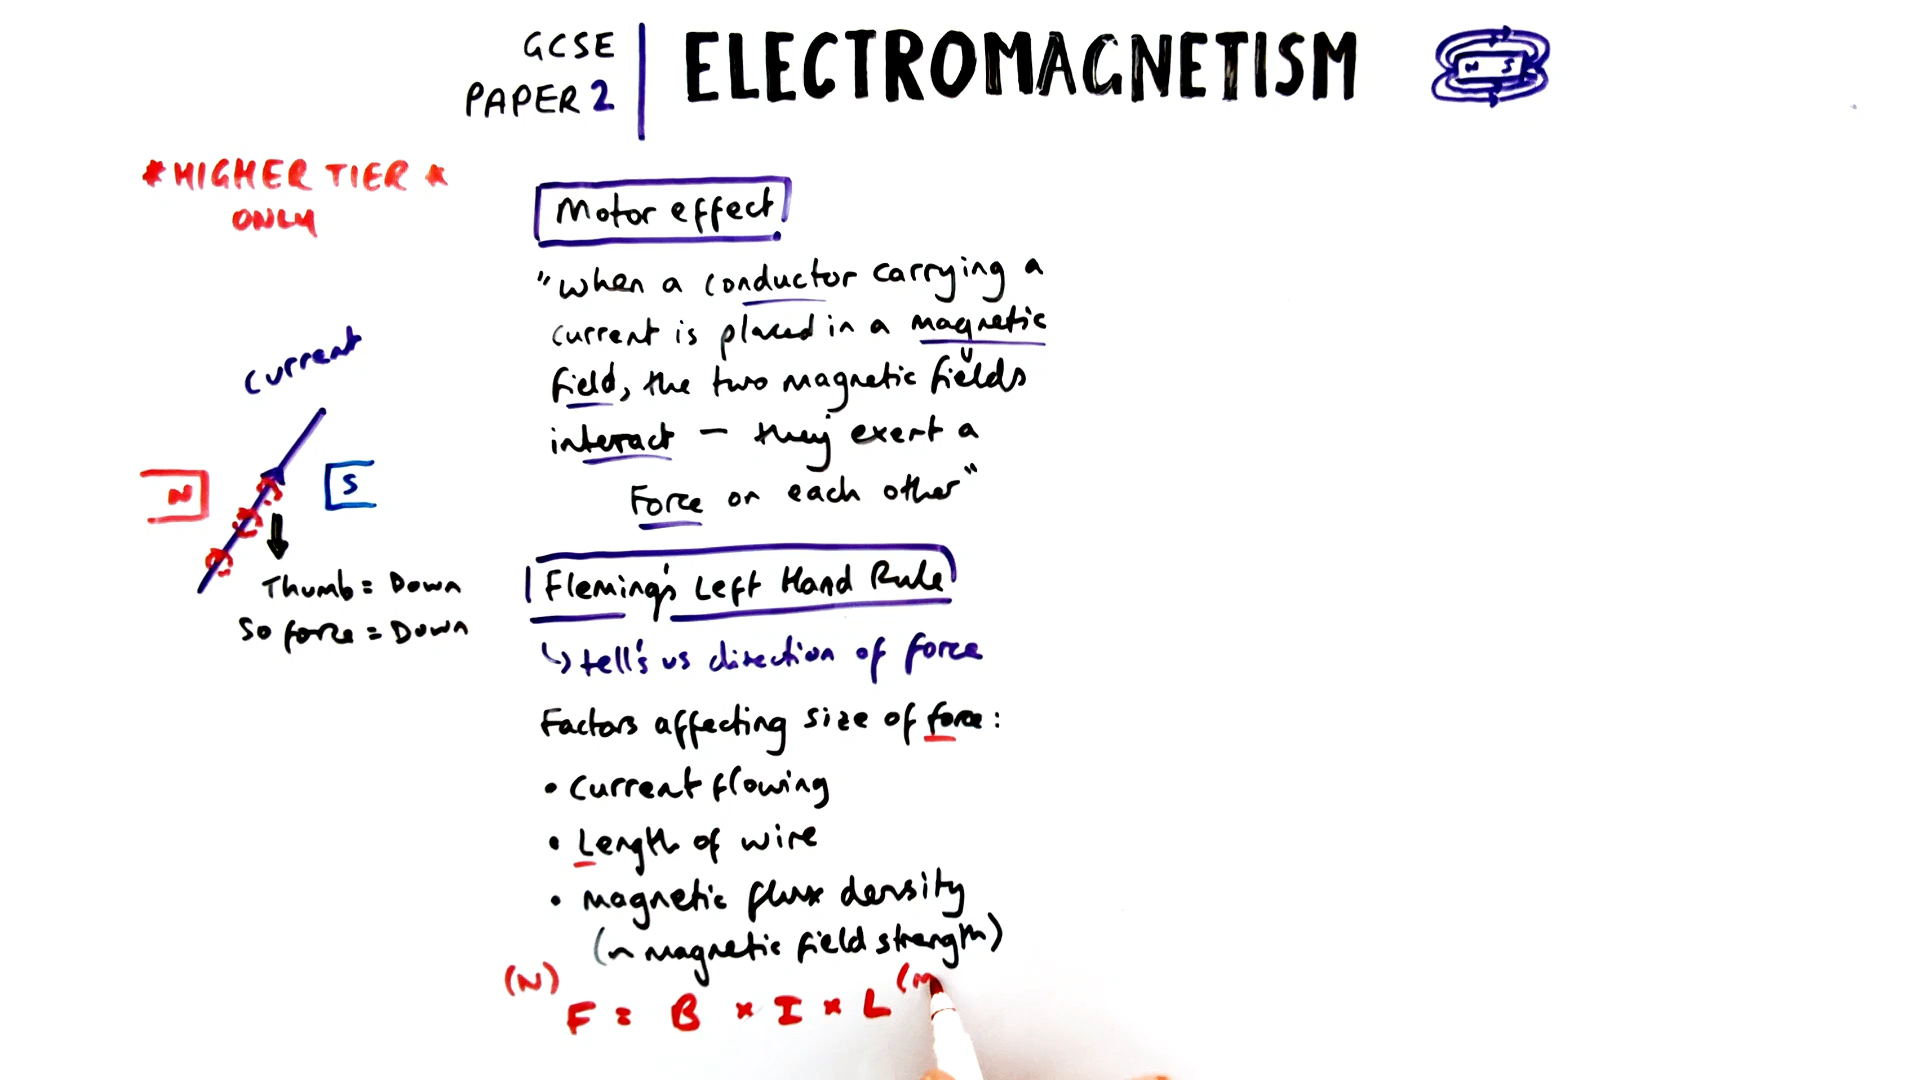 GCSE
PAPER 2
ELECTROMAGNETISM
N S
* HIGHER TIER *
ONLY
Motor effect
"When a conductor carrying a
current is placed in a magnetic
field, the two magnetic fields
interact – they exert a
Force on each other"
current
N
S
Thumb = Down
So force = Down
Fleming's Left Hand Rule
↳ tell's us direction of force
Factors affecting size of force:
• Current flowing
• Length of wire
• Magnetic flux density
(~ magnetic field strength)
(N) F = B × I × L (m